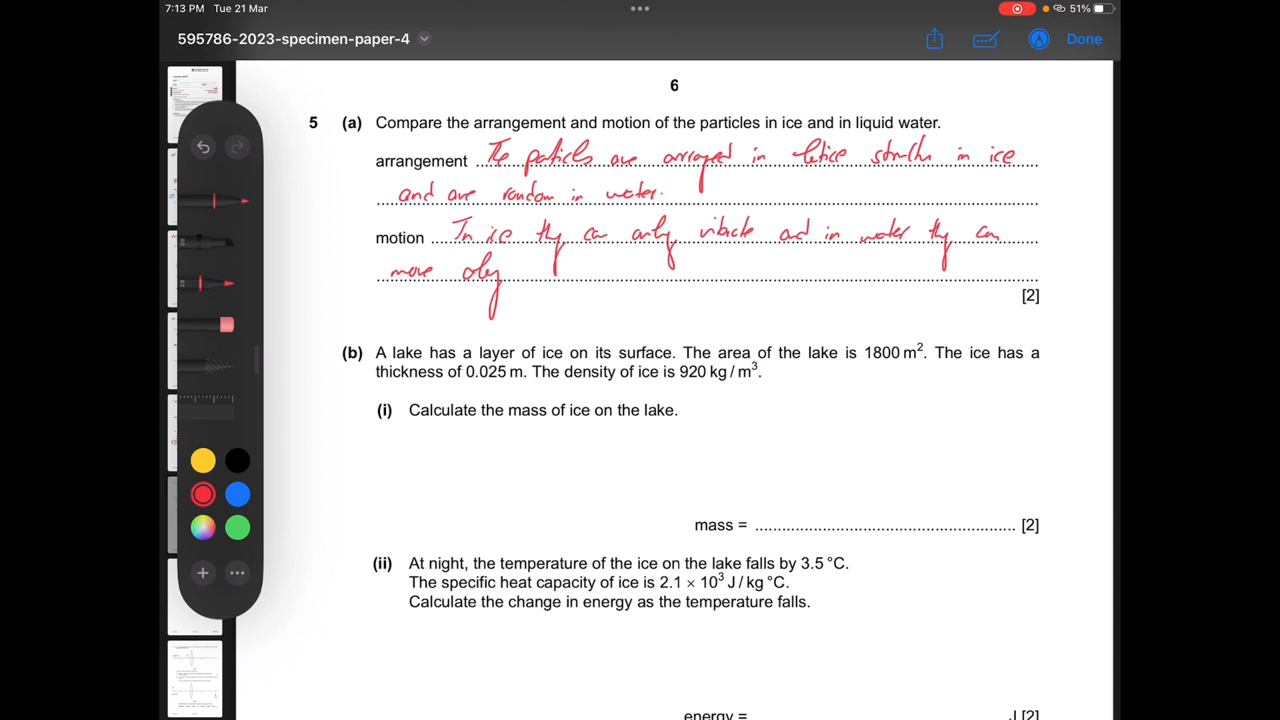 7:13 PM Tue 21 Mar
51%
595786-2023-specimen-paper-4
Done
6
5 (a) Compare the arrangement and motion of the particles in ice and in liquid water.
arrangement The particles are arranged in lattice in ice
and are random in water.
motion In ice they can only vibrate and in water they can
move
[2]
(b) A lake has a layer of ice on its surface. The area of the lake is 1800 m². The ice has a
thickness of 0.025 m. The density of ice is 920 kg / m³.
(i) Calculate the mass of ice on the lake.
mass = [2]
(ii) At night, the temperature of the ice on the lake falls by 3.5 °C.
The specific heat capacity of ice is 2.1 × 10³ J / kg °C.
Calculate the change in energy as the temperature falls.
energy = J [2]